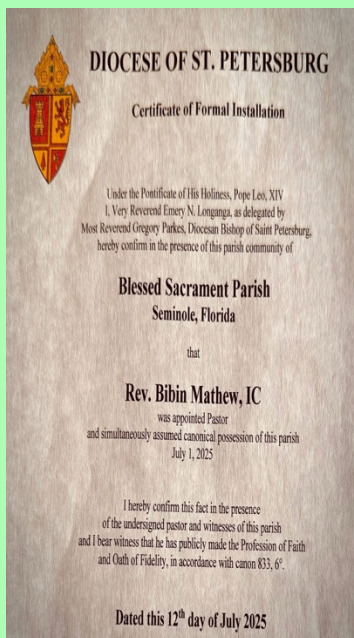 DIOCESE OF ST. PETERSBURG
Certificate of Formal Installation
Under the Pontificate of His Holiness, Pope Leo, XIV
I, Very Reverend Emery N. Longanga, as delegated by
Most Reverend Gregory Parkes, Diocesan Bishop of Saint Petersburg,
hereby confirm in the presence of this parish community of
Blessed Sacrament Parish
Seminole, Florida
that
Rev. Bibin Mathew, IC
was appointed Pastor
and simultaneously assumed canonical possession of this parish
July 1, 2025
I hereby confirm this fact in the presence
of the undersigned pastor and witnesses of this parish
and I bear witness that he has publicly made the Profession of Faith
and Oath of Fidelity, in accordance with canon 833, 6°.
Dated this 12th day of July 2025